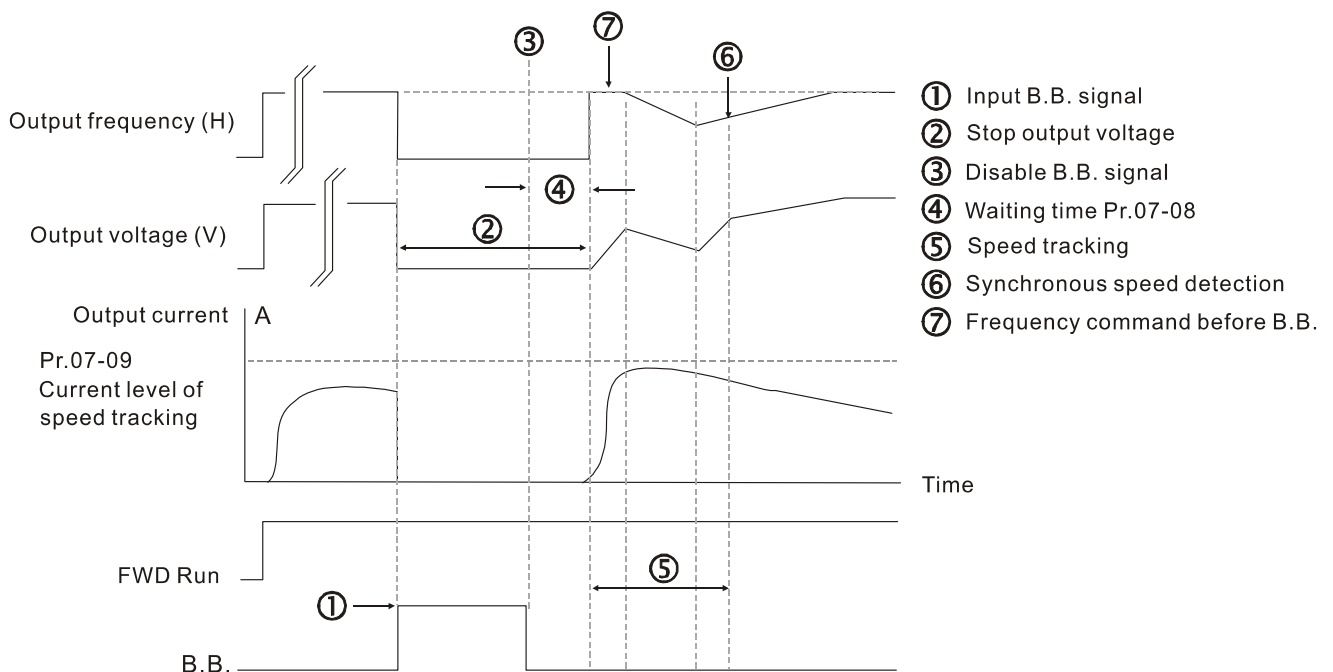 ③
⑦
⑥
Output frequency (H)
④
②
Output voltage (V)
Output current
A
Pr.07-09
Current level of
speed tracking
Time
FWD Run
⑤
①
B.B.
① Input B.B. signal
② Stop output voltage
③ Disable B.B. signal
④ Waiting time Pr.07-08
⑤ Speed tracking
⑥ Synchronous speed detection
⑦ Frequency command before B.B.